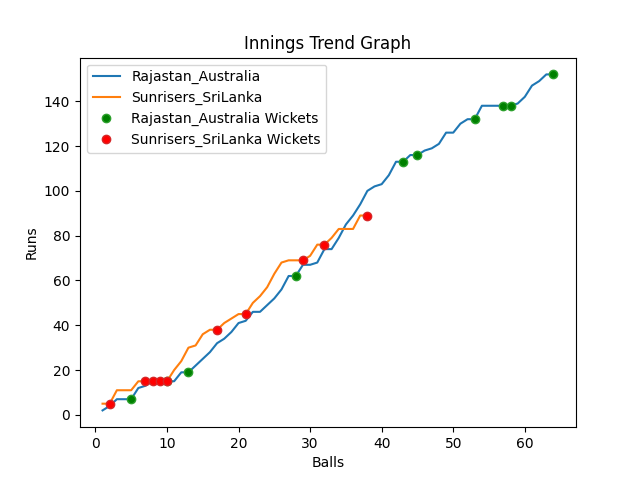 Innings Trend Graph
Rajastan_Australia
Sunrisers_SriLanka
Rajastan_Australia Wickets
Sunrisers_SriLanka Wickets
140
120
100
80
60
40
20
0
Runs
0 10 20 30 40 50 60
Balls